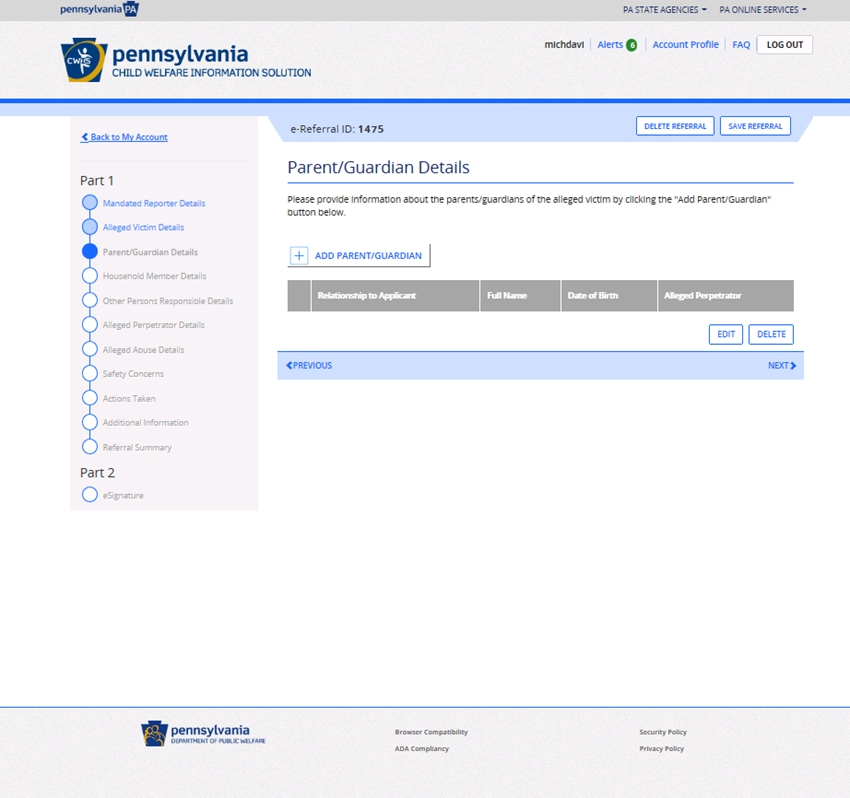 pennsylvania PA
PA STATE AGENCIES PA ONLINE SERVICES
CWIS
pennsylvania
CHILD WELFARE INFORMATION SOLUTION
michdavi Alerts 6 Account Profile FAQ LOG OUT
Back to My Account
Part 1
Mandated Reporter Details
Alleged Victim Details
Parent/Guardian Details
Household Member Details
Other Persons Responsible Details
Alleged Perpetrator Details
Alleged Abuse Details
Safety Concerns
Actions Taken
Additional Information
Referral Summary
Part 2
eSignature
e-Referral ID: 1475
DELETE REFERRAL SAVE REFERRAL
Parent/Guardian Details
Please provide information about the parents/guardians of the alleged victim by clicking the "Add Parent/Guardian"
button below.
ADD PARENT/GUARDIAN
Relationship to Applicant Full Name Date of Birth Alleged Perpetrator
EDIT DELETE
PREVIOUS NEXT
pennsylvania
DEPARTMENT OF PUBLIC WELFARE
Browser Compatibility
ADA Compliancy
Security Policy
Privacy Policy